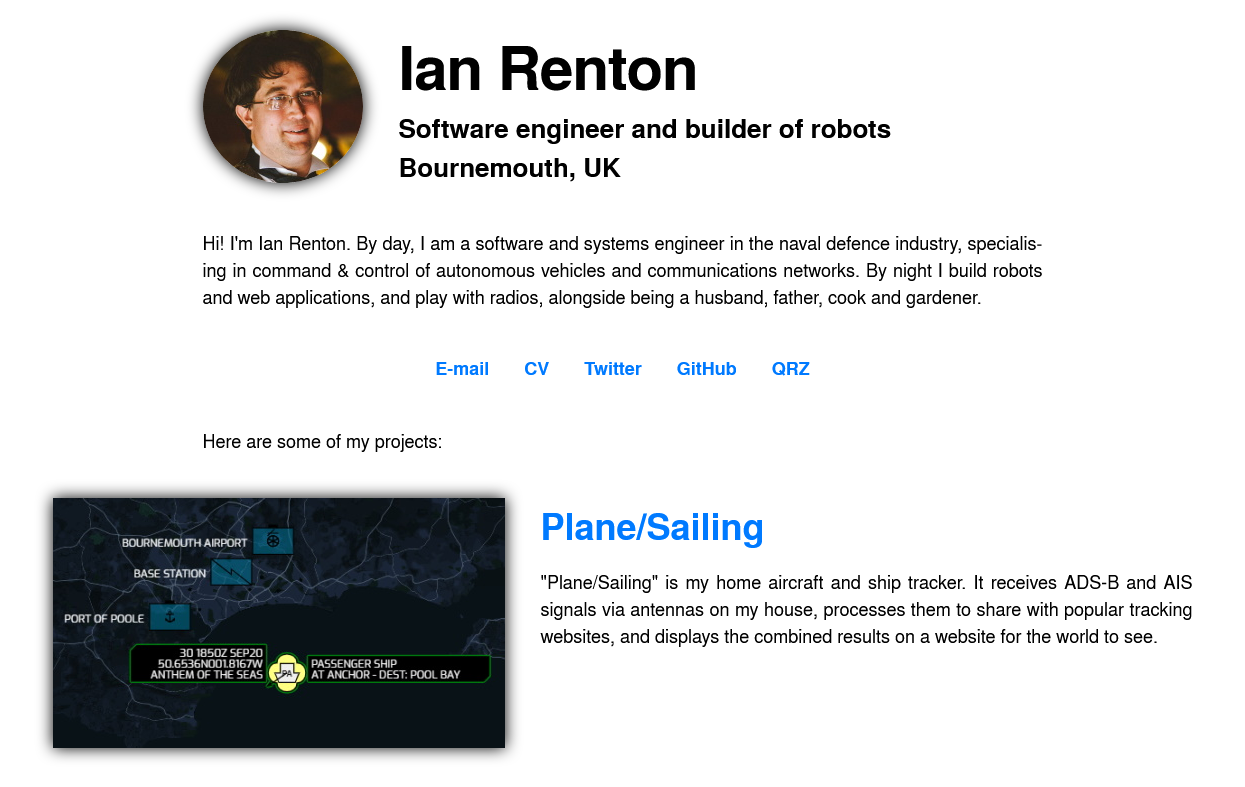 Ian Renton
Software engineer and builder of robots
Bournemouth, UK
Hi! I'm Ian Renton. By day, I am a software and systems engineer in the naval defence industry, specialis-
ing in command & control of autonomous vehicles and communications networks. By night I build robots
and web applications, and play with radios, alongside being a husband, father, cook and gardener.
E-mail CV Twitter GitHub QRZ
Here are some of my projects:
BOURNEMOUTH AIRPORT
BASE STATION
PORT OF POOLE
30 1850Z SEP20
50.6536N001.8167W
ANTHEM OF THE SEAS
PA
PASSENGER SHIP
AT ANCHOR - DEST: POOL BAY
Plane/Sailing
"Plane/Sailing" is my home aircraft and ship tracker. It receives ADS-B and AIS
signals via antennas on my house, processes them to share with popular tracking
websites, and displays the combined results on a website for the world to see.